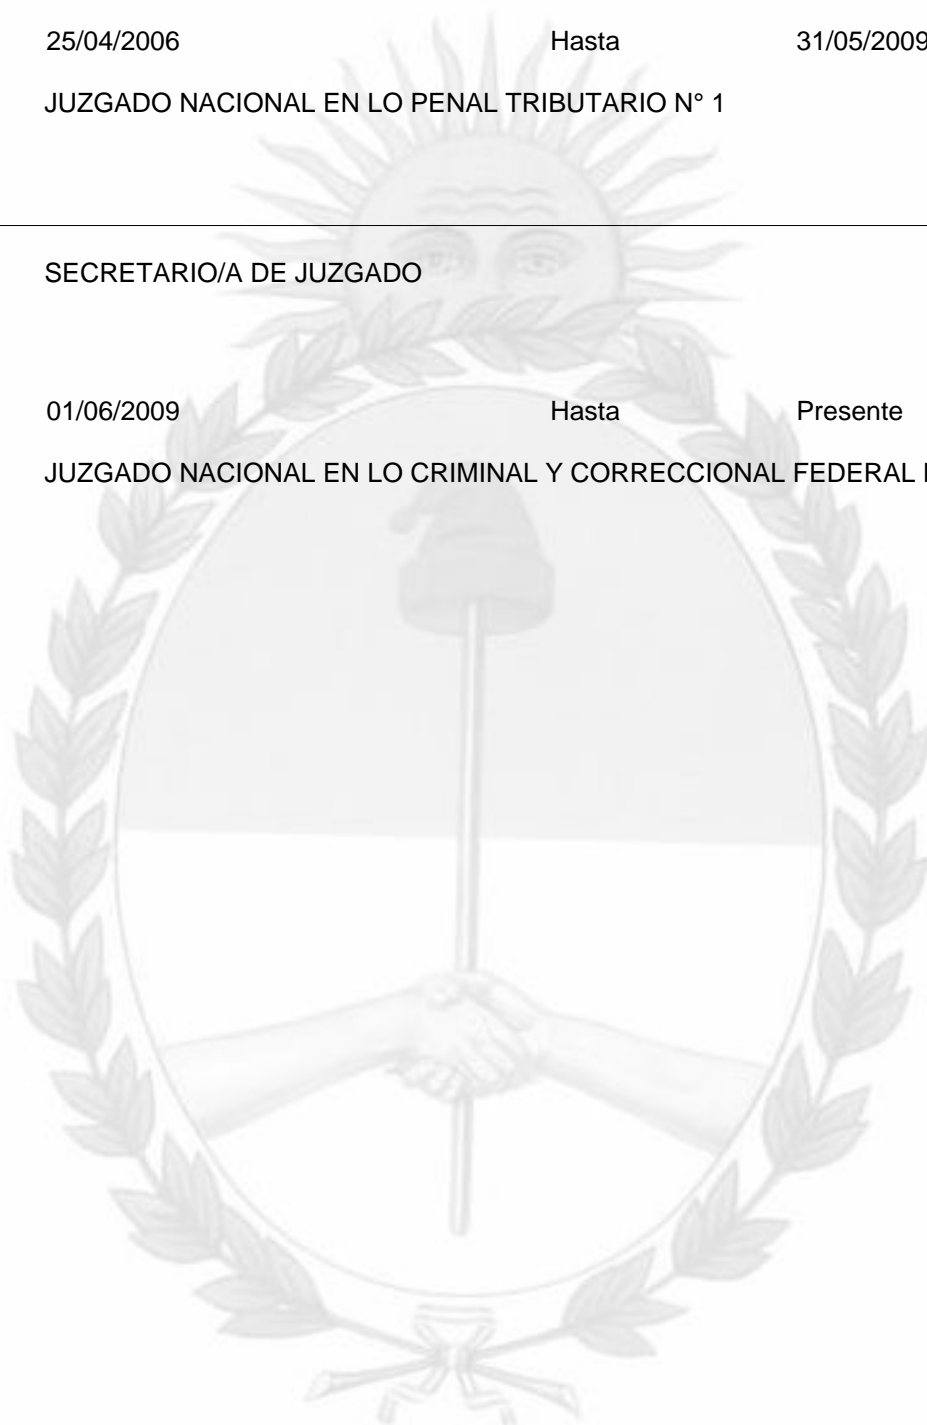 25/04/2006 Hasta 31/05/2009
JUZGADO NACIONAL EN LO PENAL TRIBUTARIO N° 1
SECRETARIO/A DE JUZGADO
01/06/2009 Hasta Presente
JUZGADO NACIONAL EN LO CRIMINAL Y CORRECCIONAL FEDERAL